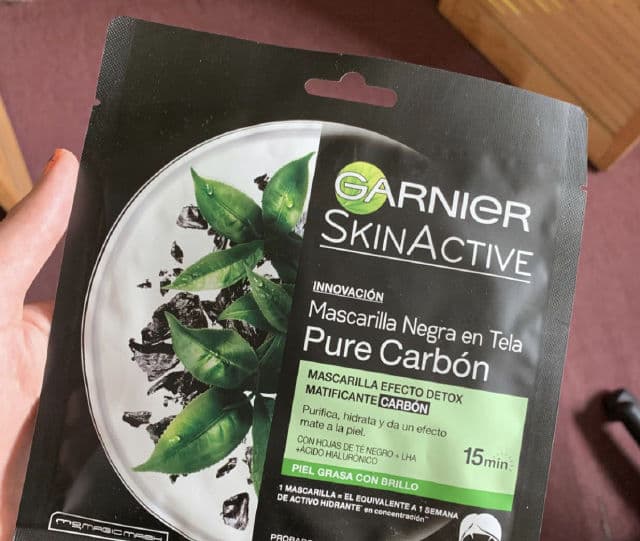 GARNIER
SKINACTIVE
INNOVACIÓN
Mascarilla Negra en Tela
Pure Carbón
MASCARILLA EFECTO DETOX
MATIFICANTE CARBÓN
Purifica, hidrata y da un efecto
mate a la piel.
CON HOJAS DE TÉ NEGRO + LHA
+ÁCIDO HIALURÓNICO
15min
PIEL GRASA CON BRILLO
1 MASCARILLA = EL EQUIVALENTE A 1 SEMANA
DE ACTIVO HIDRATANTE* en concentración**